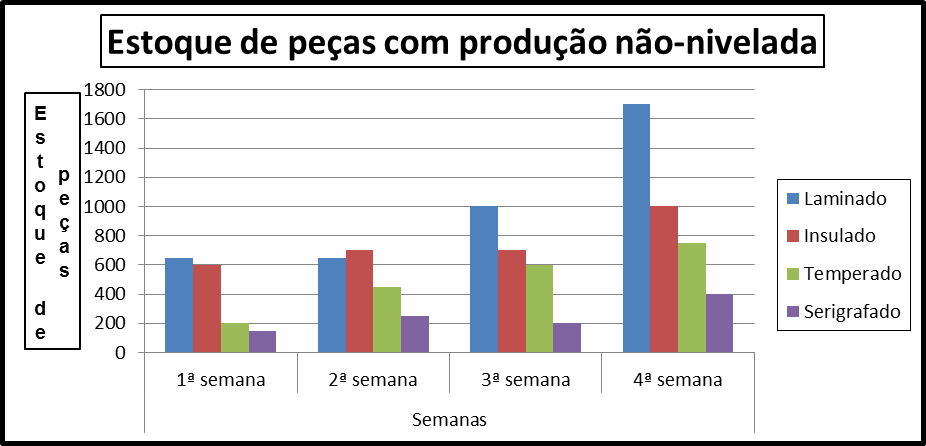 Estoque de peças com produção não-nivelada
Estoque de
peças
1800
1600
1400
1200
1000
800
600
400
200
0
1ª semana 2ª semana 3ª semana 4ª semana
Semanas
Laminado
Insulado
Temperado
Serigrafado